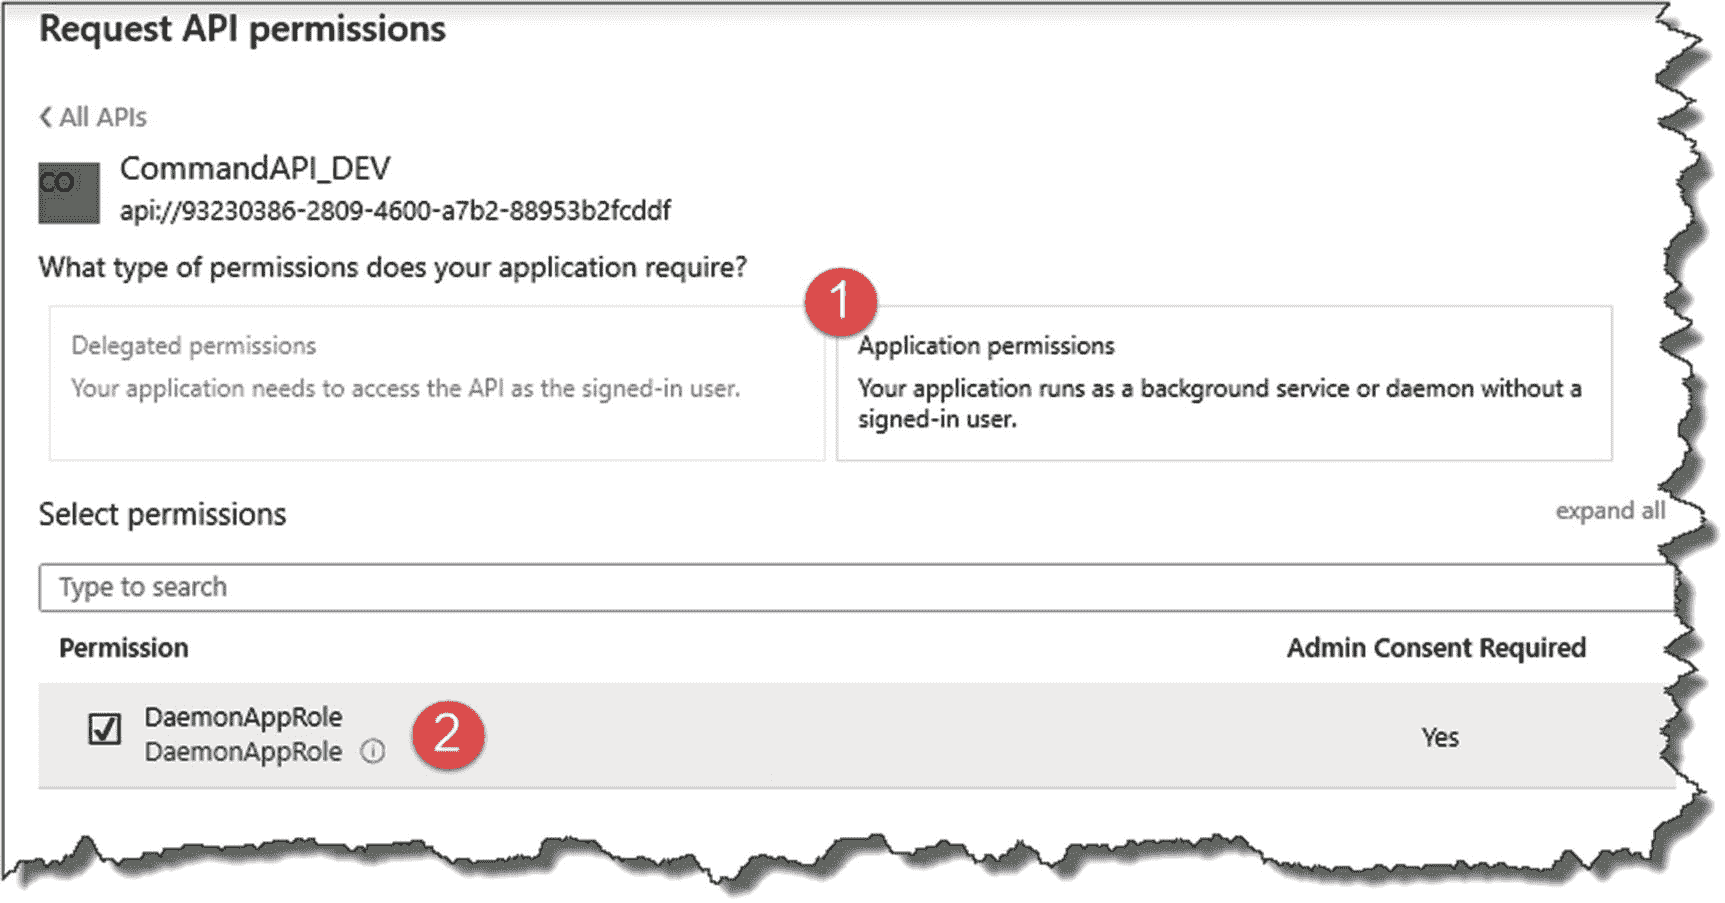 Request API permissions
All APIs
CO
CommandAPI_DEV
api://93230386-2809-4600-a7b2-88953b2fcddf
What type of permissions does your application require?
1
Delegated permissions
Your application needs to access the API as the signed-in user.
Application permissions
Your application runs as a background service or daemon without a
signed-in user.
Select permissions
expand all
Type to search
Permission
Admin Consent Required
DaemonAppRole
DaemonAppRole
2
Yes